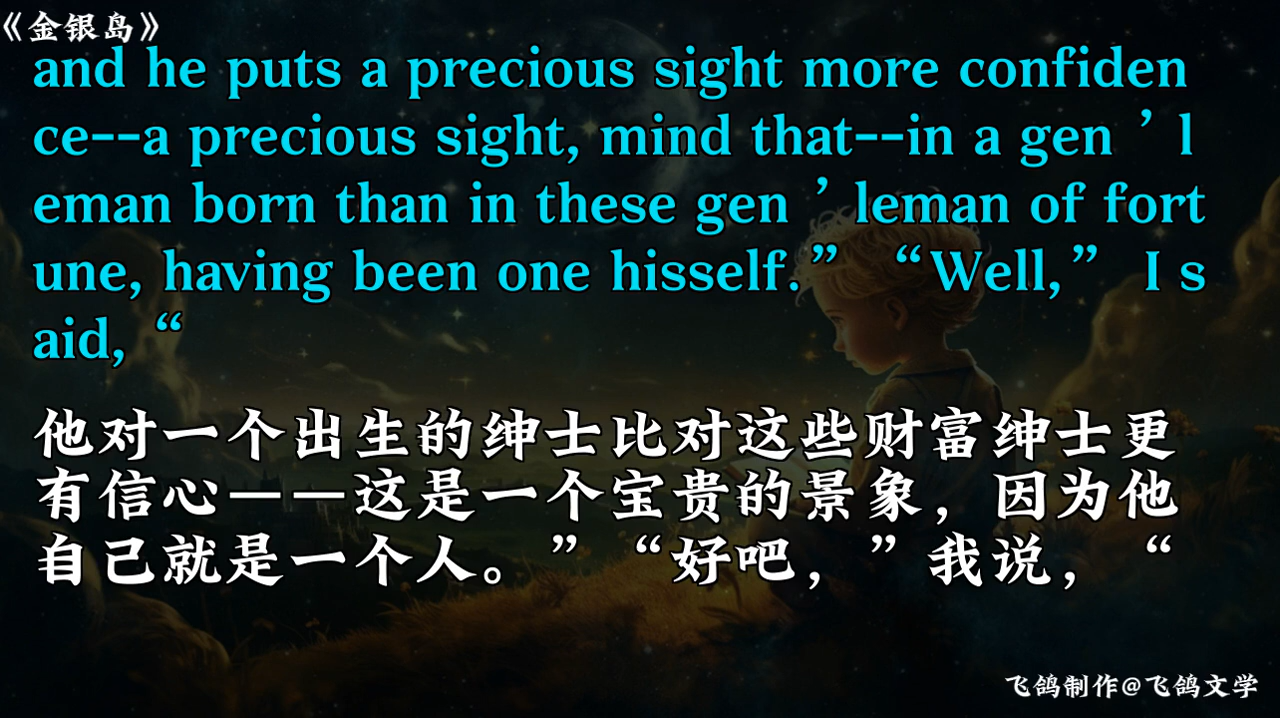 《金银岛》
and he puts a precious sight more confiden
ce--a precious sight, mind that--in a gen ’ l
eman born than in these gen ’ leman of fort
une, having been one hisself.” “Well,” I s
aid, “
他对一个出生的绅士比对这些财富绅士更
有信心——这是一个宝贵的景象，因为他
自己就是一个人。 ”“好吧，”我说，“
飞鸽制作@飞鸽文学